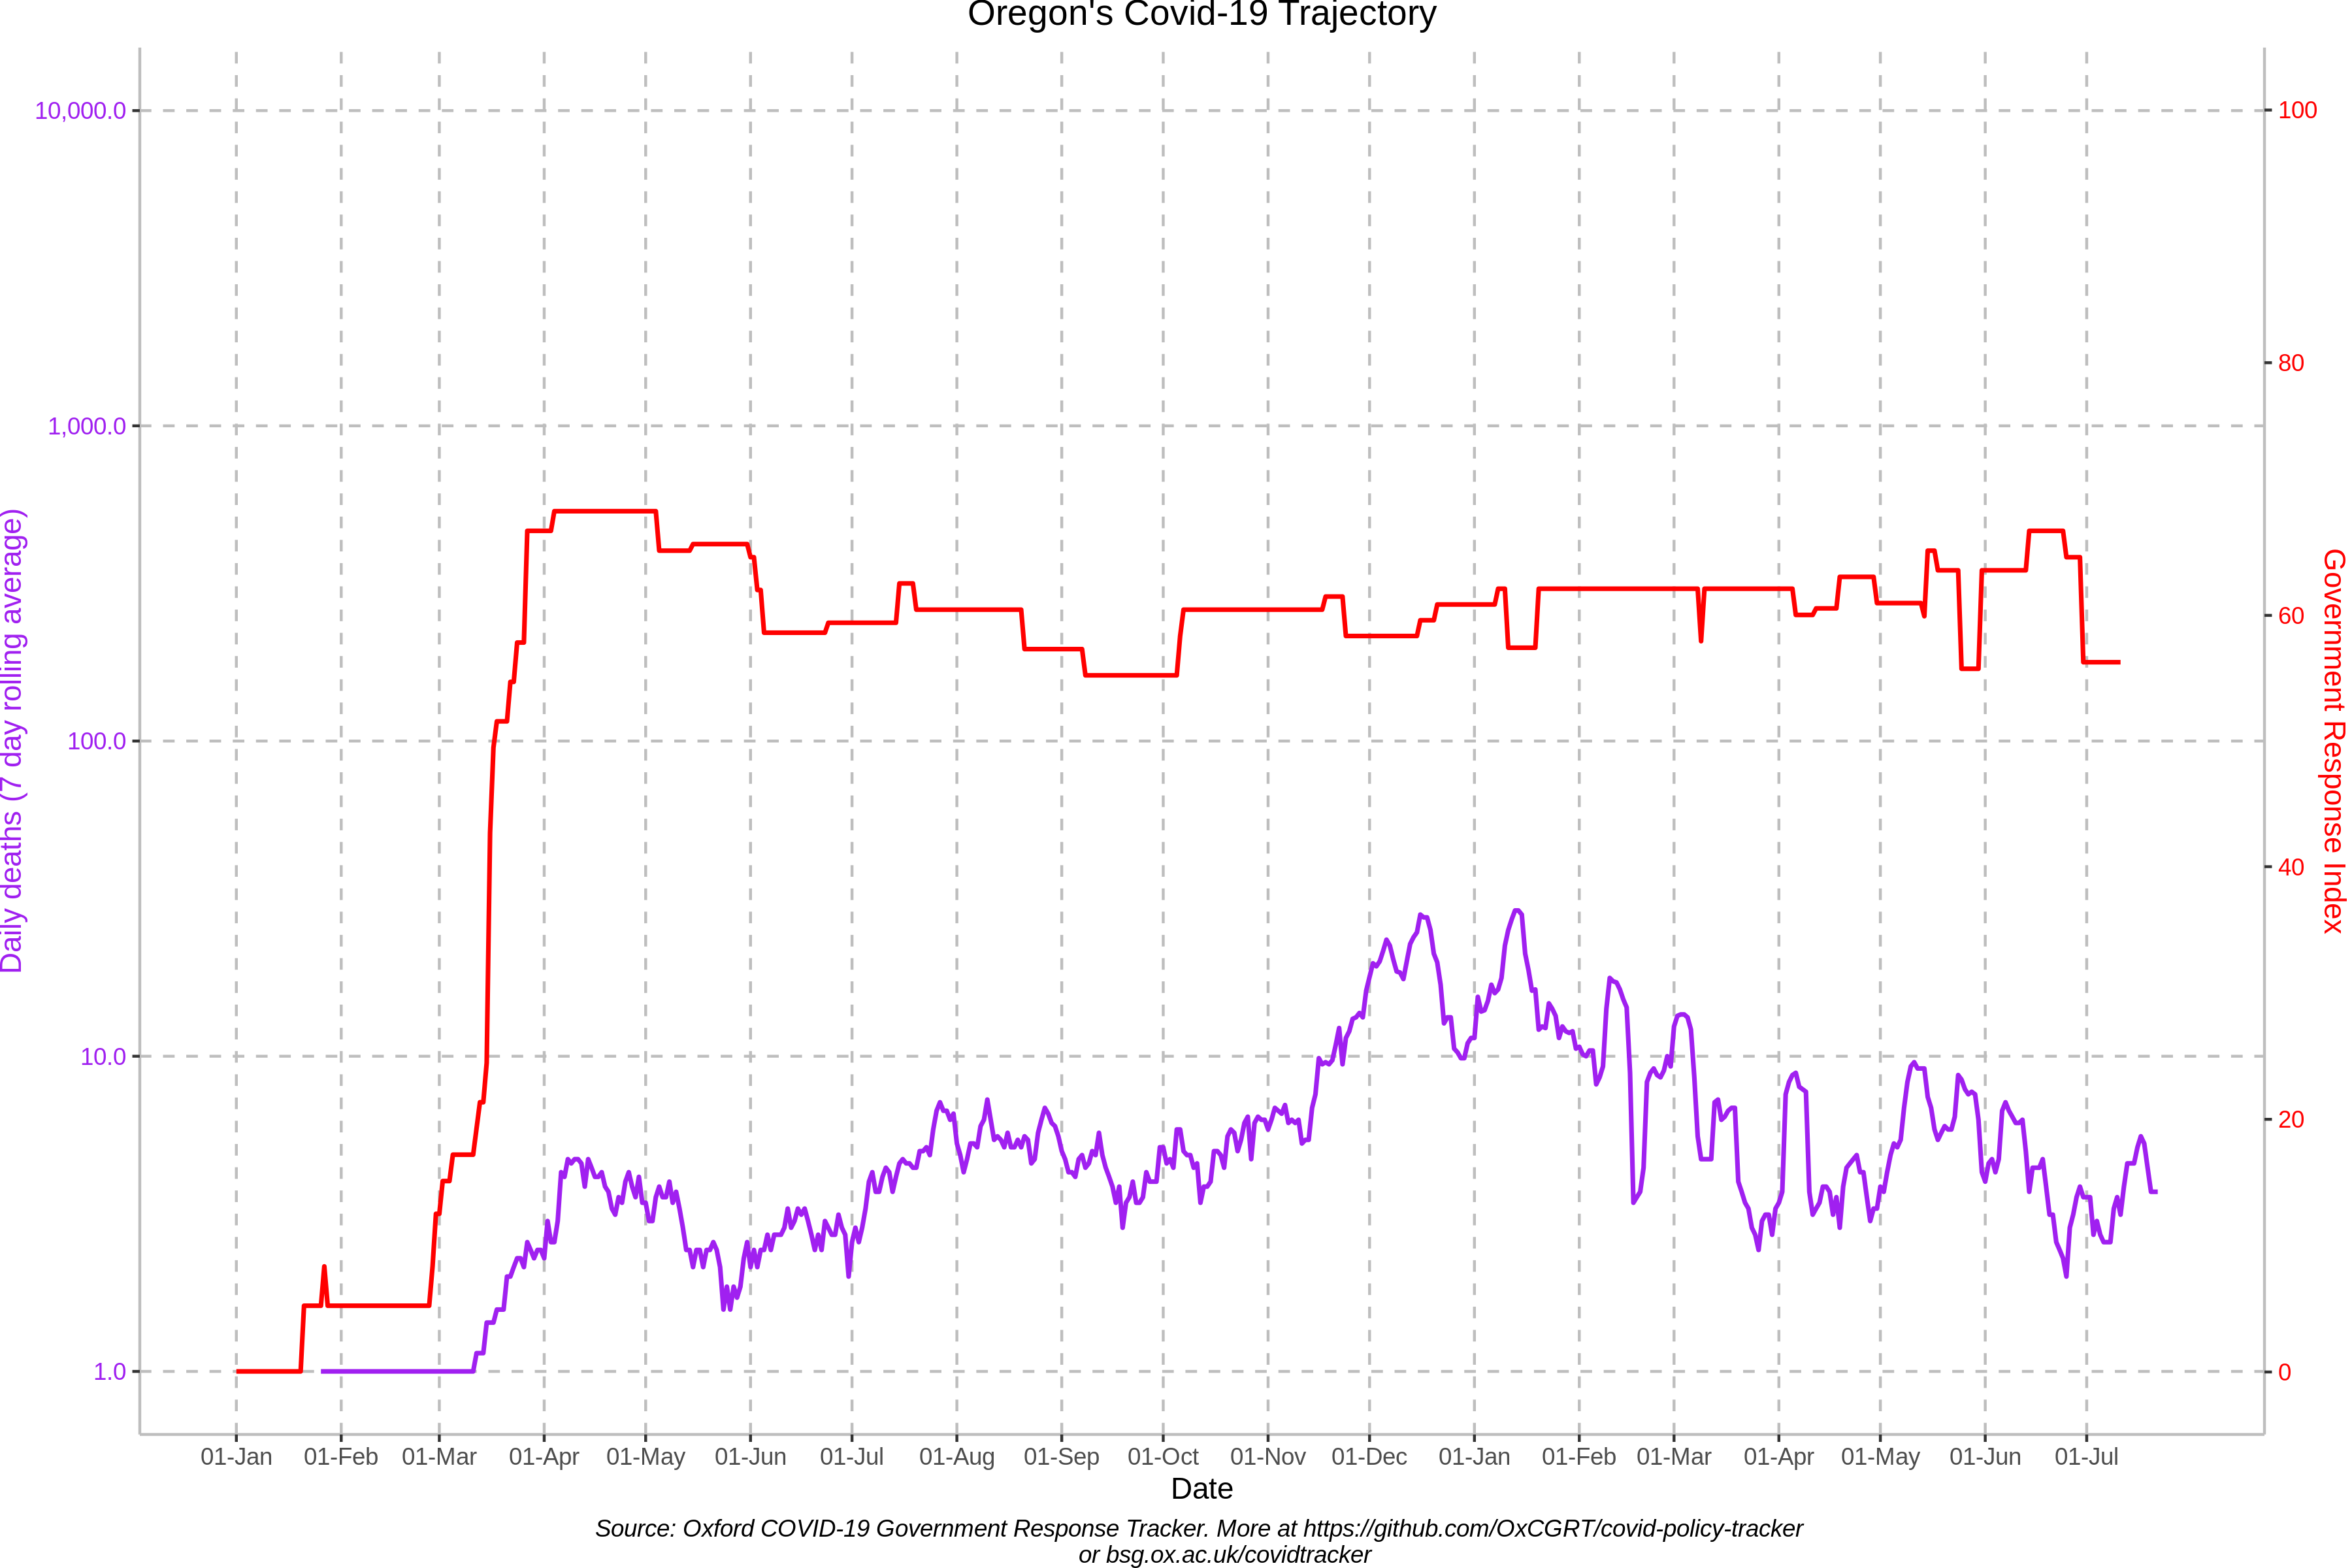 Oregon's Covid-19 Trajectory
10,000.0
1,000.0
100.0
10.0
1.0
Daily deaths (7 day rolling average)
100
80
60
40
20
0
Government Response Index
01-Jan 01-Feb 01-Mar 01-Apr 01-May 01-Jun 01-Jul 01-Aug 01-Sep 01-Oct 01-Nov 01-Dec 01-Jan 01-Feb 01-Mar 01-Apr 01-May 01-Jun 01-Jul
Date
Source: Oxford COVID-19 Government Response Tracker. More at https://github.com/OxCGRT/covid-policy-tracker
or bsg.ox.ac.uk/covidtracker